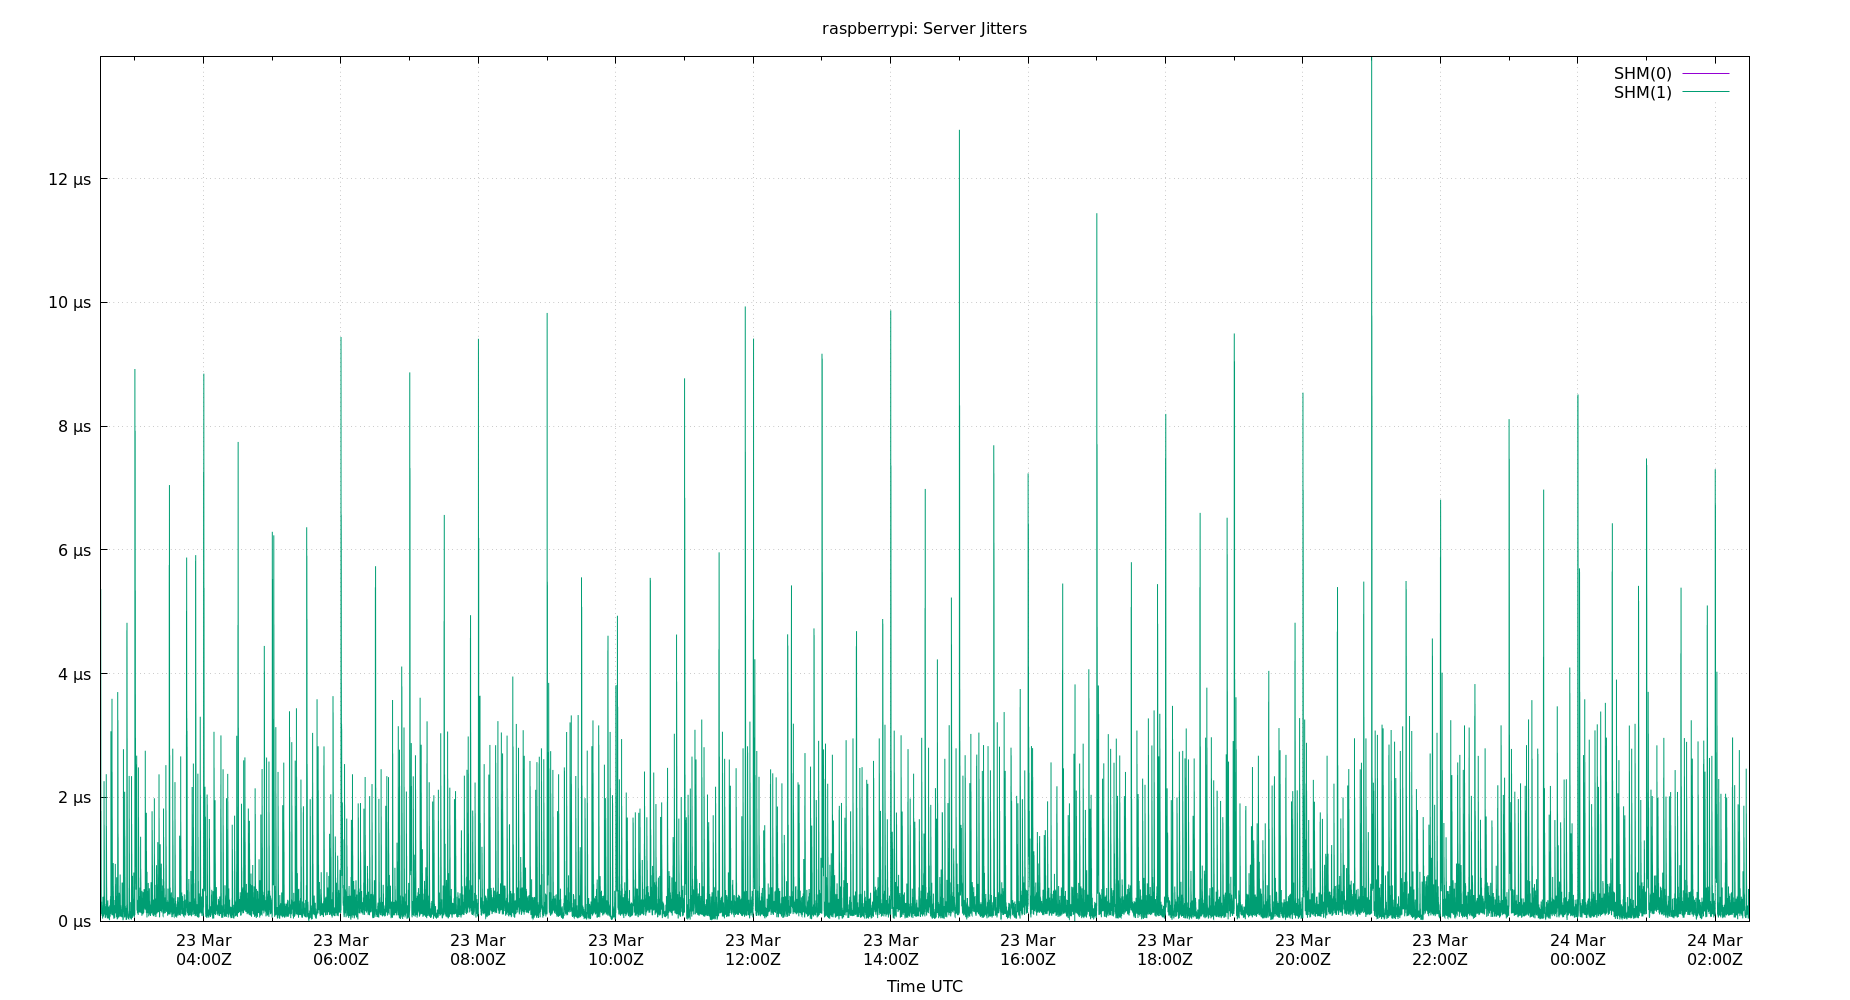 raspberrypi: Server Jitters
SHM(0)
SHM(1)
12 µs
10 µs
8 µs
6 µs
4 µs
2 µs
0 µs
23 Mar 23 Mar 23 Mar 23 Mar 23 Mar 23 Mar 23 Mar 23 Mar 23 Mar 23 Mar 24 Mar 24 Mar
04:00Z 06:00Z 08:00Z 10:00Z 12:00Z 14:00Z 16:00Z 18:00Z 20:00Z 22:00Z 00:00Z 02:00Z
Time UTC